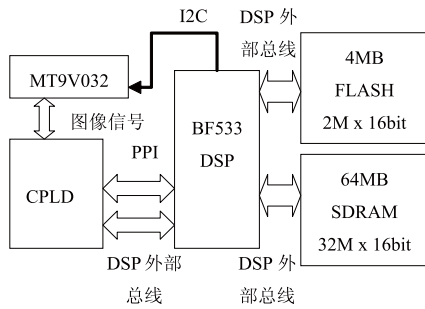 I2C
DSP 外
部总线
MT9V032
图像信号
PPI
BF533
DSP
4MB
FLASH
2M x 16bit
CPLD
64MB
SDRAM
32M x 16bit
DSP 外部
总线
DSP 外
部总线